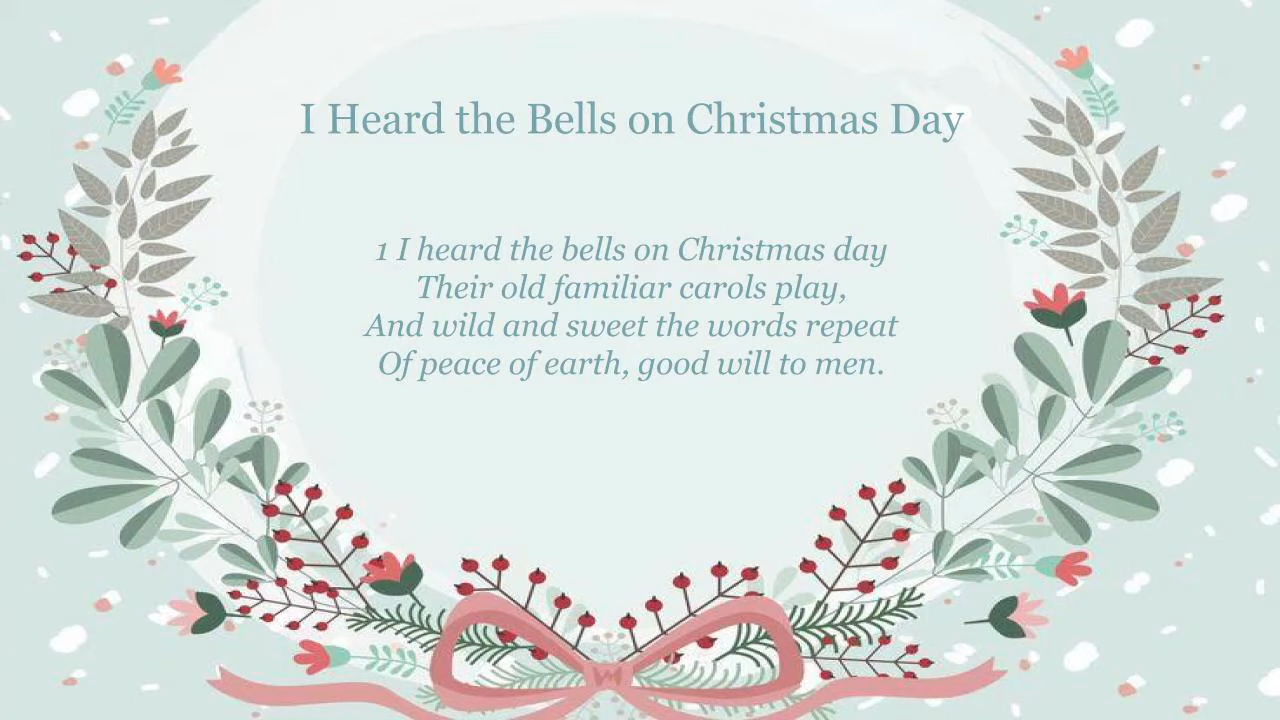 I Heard the Bells on Christmas Day
1 I heard the bells on Christmas day
Their old familiar carols play,
And wild and sweet the words repeat
Of peace of earth, good will to men.